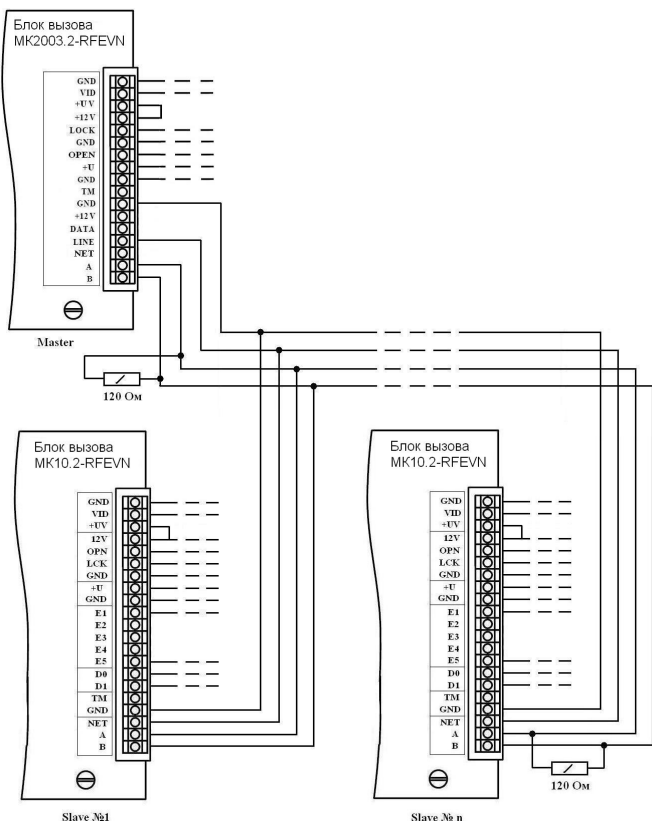 Блок вызова
МК2003.2-RFEVN
GND
VID
+UV
+12V
LOCK
GND
OPEN
+U
GND
TM
GND
+12V
DATA
LINE
NET
A
B
Master
120 Ом
Блок вызова
МК10.2-RFEVN
GND
VID
+UV
12V
OPN
LCK
GND
+U
GND
E1
E2
E3
E4
E5
D0
D1
TM
GND
NET
A
B
Slave №1
Блок вызова
МК10.2-RFEVN
GND
VID
+UV
12V
OPN
LCK
GND
+U
GND
E1
E2
E3
E4
E5
D0
D1
TM
GND
NET
A
B
120 Ом
Slave № n